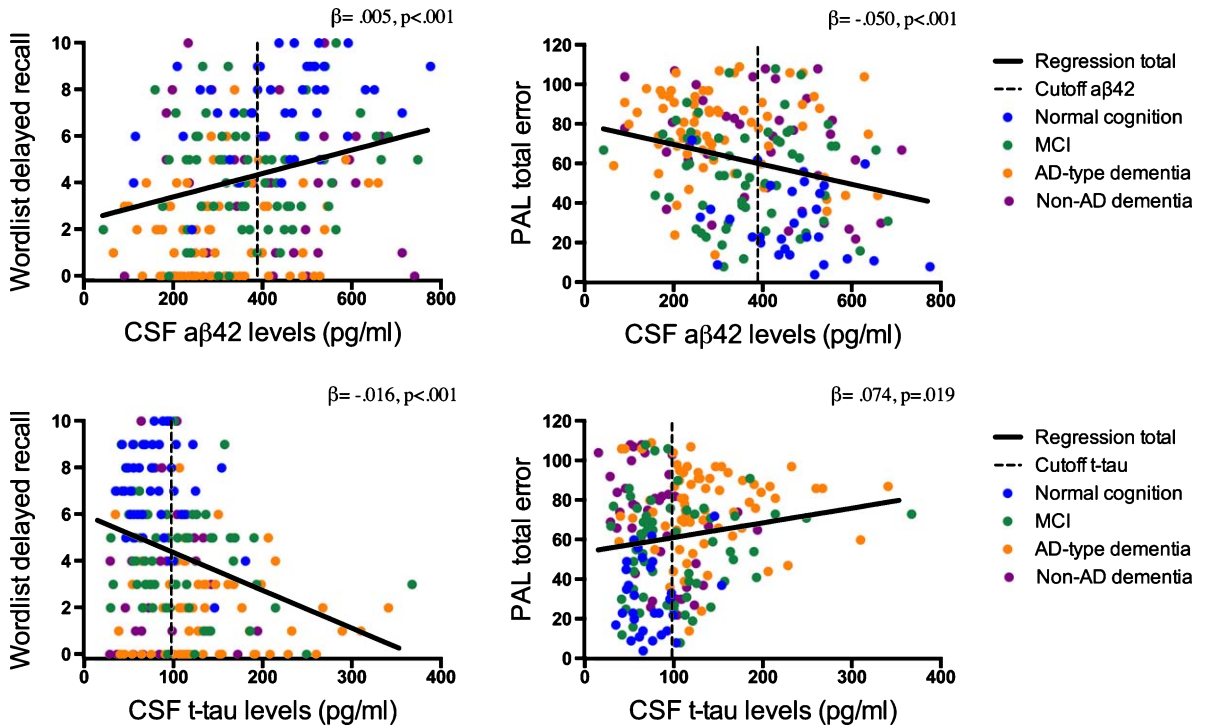 β= .005, p<.001
Wordlist delayed recall
10
8
6
4
2
0
0 200 400 600 800
CSF aβ42 levels (pg/ml)
β= -.050, p<.001
PAL total error
120
100
80
60
40
20
0
0 200 400 600 800
CSF aβ42 levels (pg/ml)
Regression total
Cutoff aβ42
Normal cognition
MCI
AD-type dementia
Non-AD dementia
β= -.016, p<.001
Wordlist delayed recall
10
8
6
4
2
0
0 100 200 300 400
CSF t-tau levels (pg/ml)
β= .074, p=.019
PAL total error
120
100
80
60
40
20
0
0 100 200 300 400
CSF t-tau levels (pg/ml)
Regression total
Cutoff t-tau
Normal cognition
MCI
AD-type dementia
Non-AD dementia